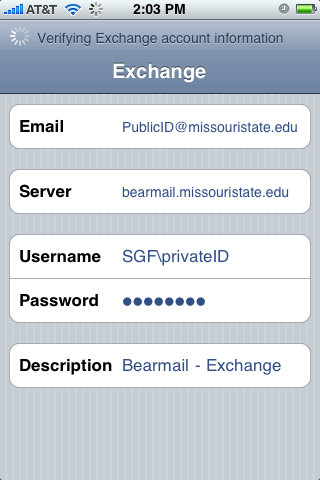 AT&T 2:03 PM
Verifying Exchange account information
Exchange
Email PublicID@missouristate.edu
Server bearmail.missouristate.edu
Username SGF\privateID
Password ●●●●●●●●
Description Bearmail - Exchange